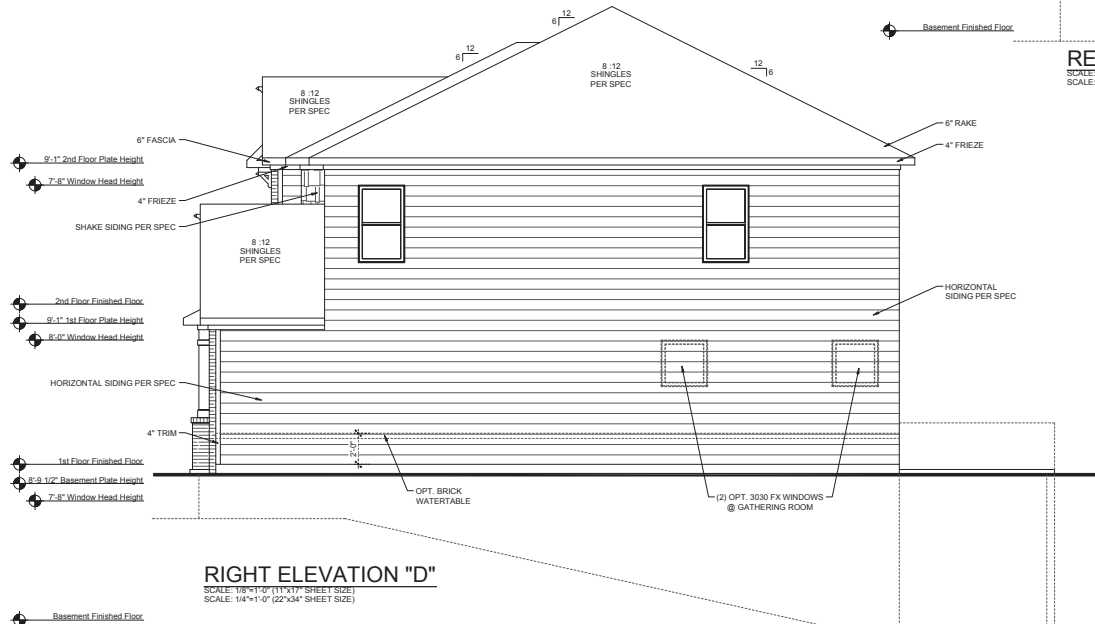 12
6
Basement Finished Floor
12
6
12
6
RE
SCALE:
SCALE:
8 :12
SHINGLES
PER SPEC
8 :12
SHINGLES
PER SPEC
6" FASCIA
6" RAKE
4" FRIEZE
9'-1" 2nd Floor Plate Height
7'-8" Window Head Height
4" FRIEZE
SHAKE SIDING PER SPEC
8 :12
SHINGLES
PER SPEC
HORIZONTAL
SIDING PER SPEC
2nd Floor Finished Floor
9'-1" 1st Floor Plate Height
8'-0" Window Head Height
HORIZONTAL SIDING PER SPEC
4" TRIM
2'-0"
1st Floor Finished Floor
8'-9 1/2" Basement Plate Height
7'-8" Window Head Height
OPT. BRICK
WATERTABLE
(2) OPT. 3030 FX WINDOWS
@ GATHERING ROOM
RIGHT ELEVATION "D"
SCALE: 1/8"=1'-0" (11"x17" SHEET SIZE)
SCALE: 1/4"=1'-0" (22"x34" SHEET SIZE)
Basement Finished Floor